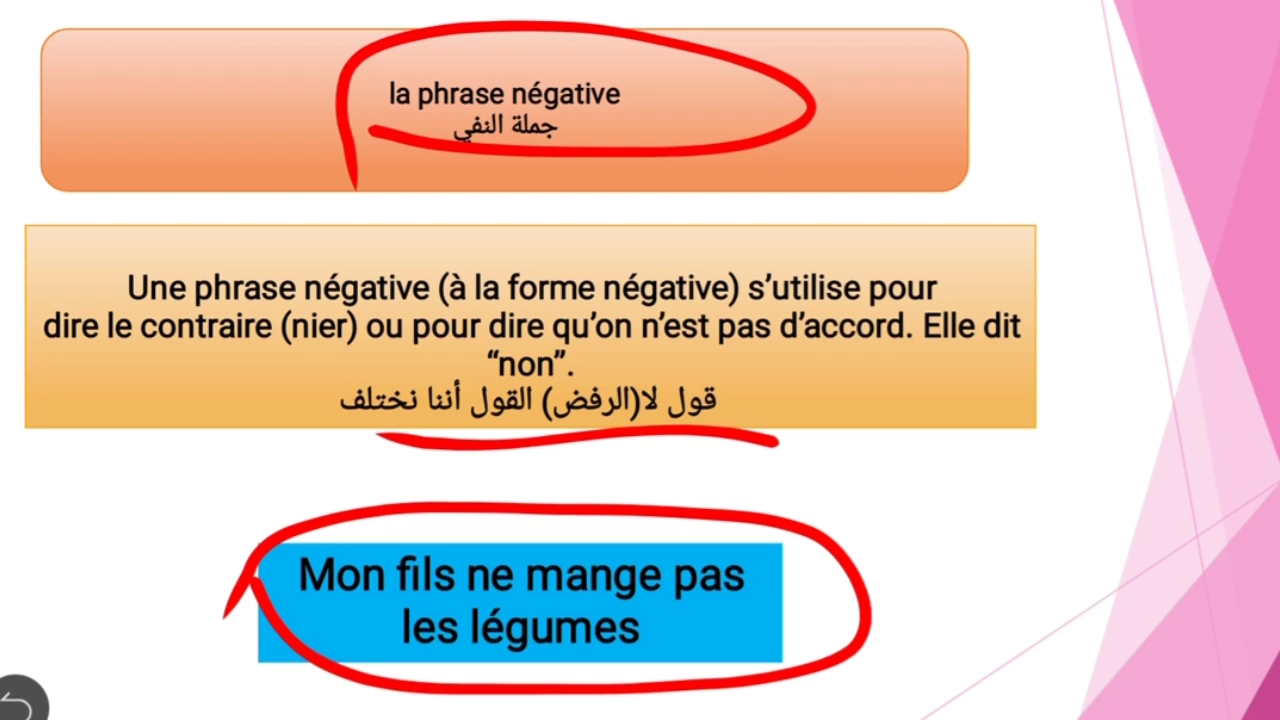 la phrase négative
جملة النفي
Une phrase négative (à la forme négative) s’utilise pour
dire le contraire (nier) ou pour dire qu’on n’est pas d’accord. Elle dit
“non”.
قول لا(الرفض) القول أننا نختلف
Mon fils ne mange pas
les légumes